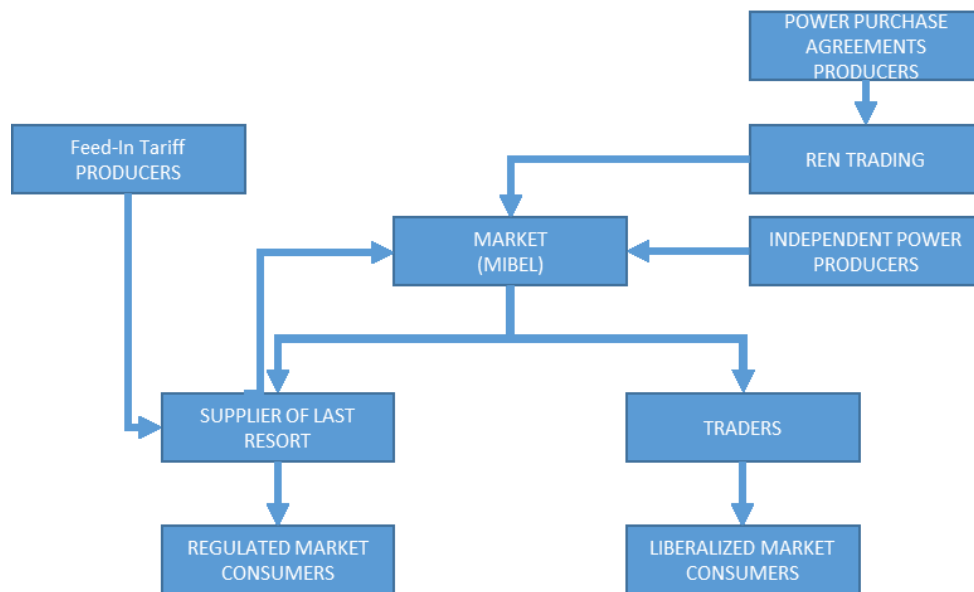 POWER PURCHASE
AGREEMENTS
PRODUCERS
Feed-In Tariff
PRODUCERS
REN TRADING
MARKET
(MIBEL)
INDEPENDENT POWER
PRODUCERS
SUPPLIER OF LAST
RESORT
TRADERS
REGULATED MARKET
CONSUMERS
LIBERALIZED MARKET
CONSUMERS